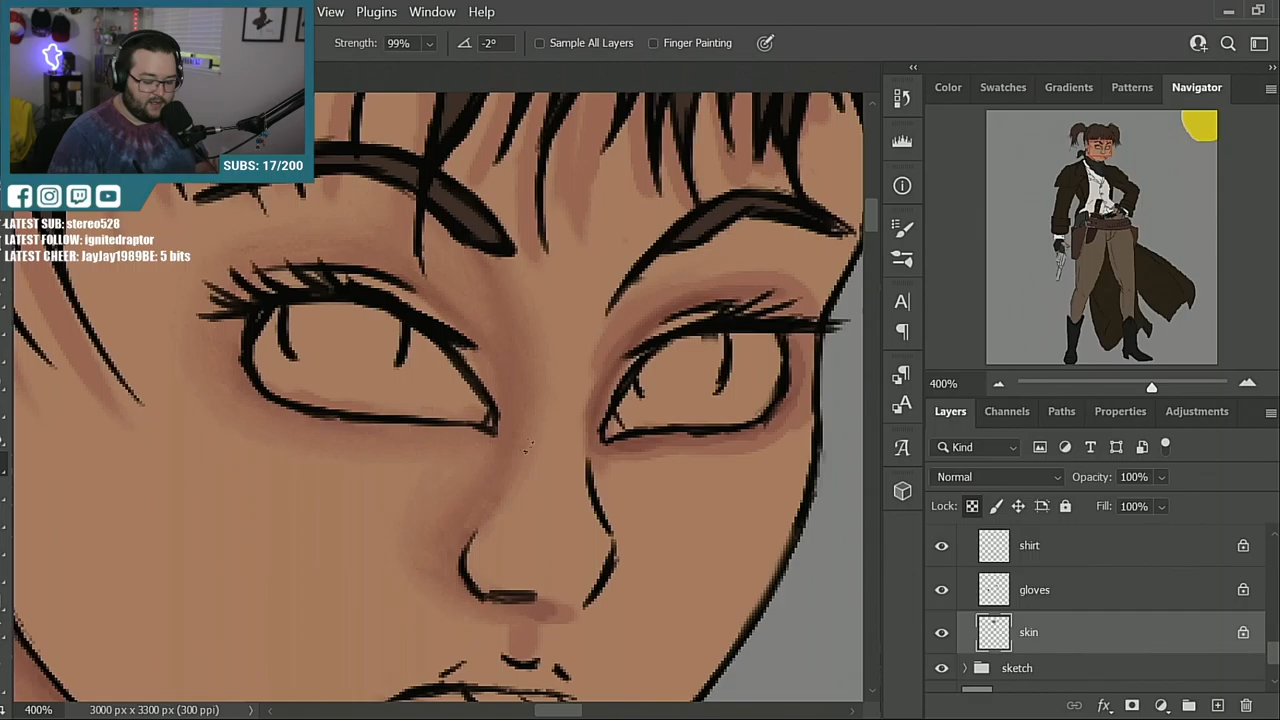 View Plugins Window Help
Strength: 99% -2° Sample All Layers Finger Painting
SUBS: 17/200
LATEST SUB: stereo528
LATEST FOLLOW: ignitedraptor
LATEST CHEER: JayJay1989BE: 5 bits
Color Swatches Gradients Patterns Navigator
400%
Layers Channels Paths Properties Adjustments
Kind
Normal Opacity: 100%
Lock: Fill: 100%
shirt
gloves
skin
sketch
fx
400% 3000 px x 3300 px (300 ppi)